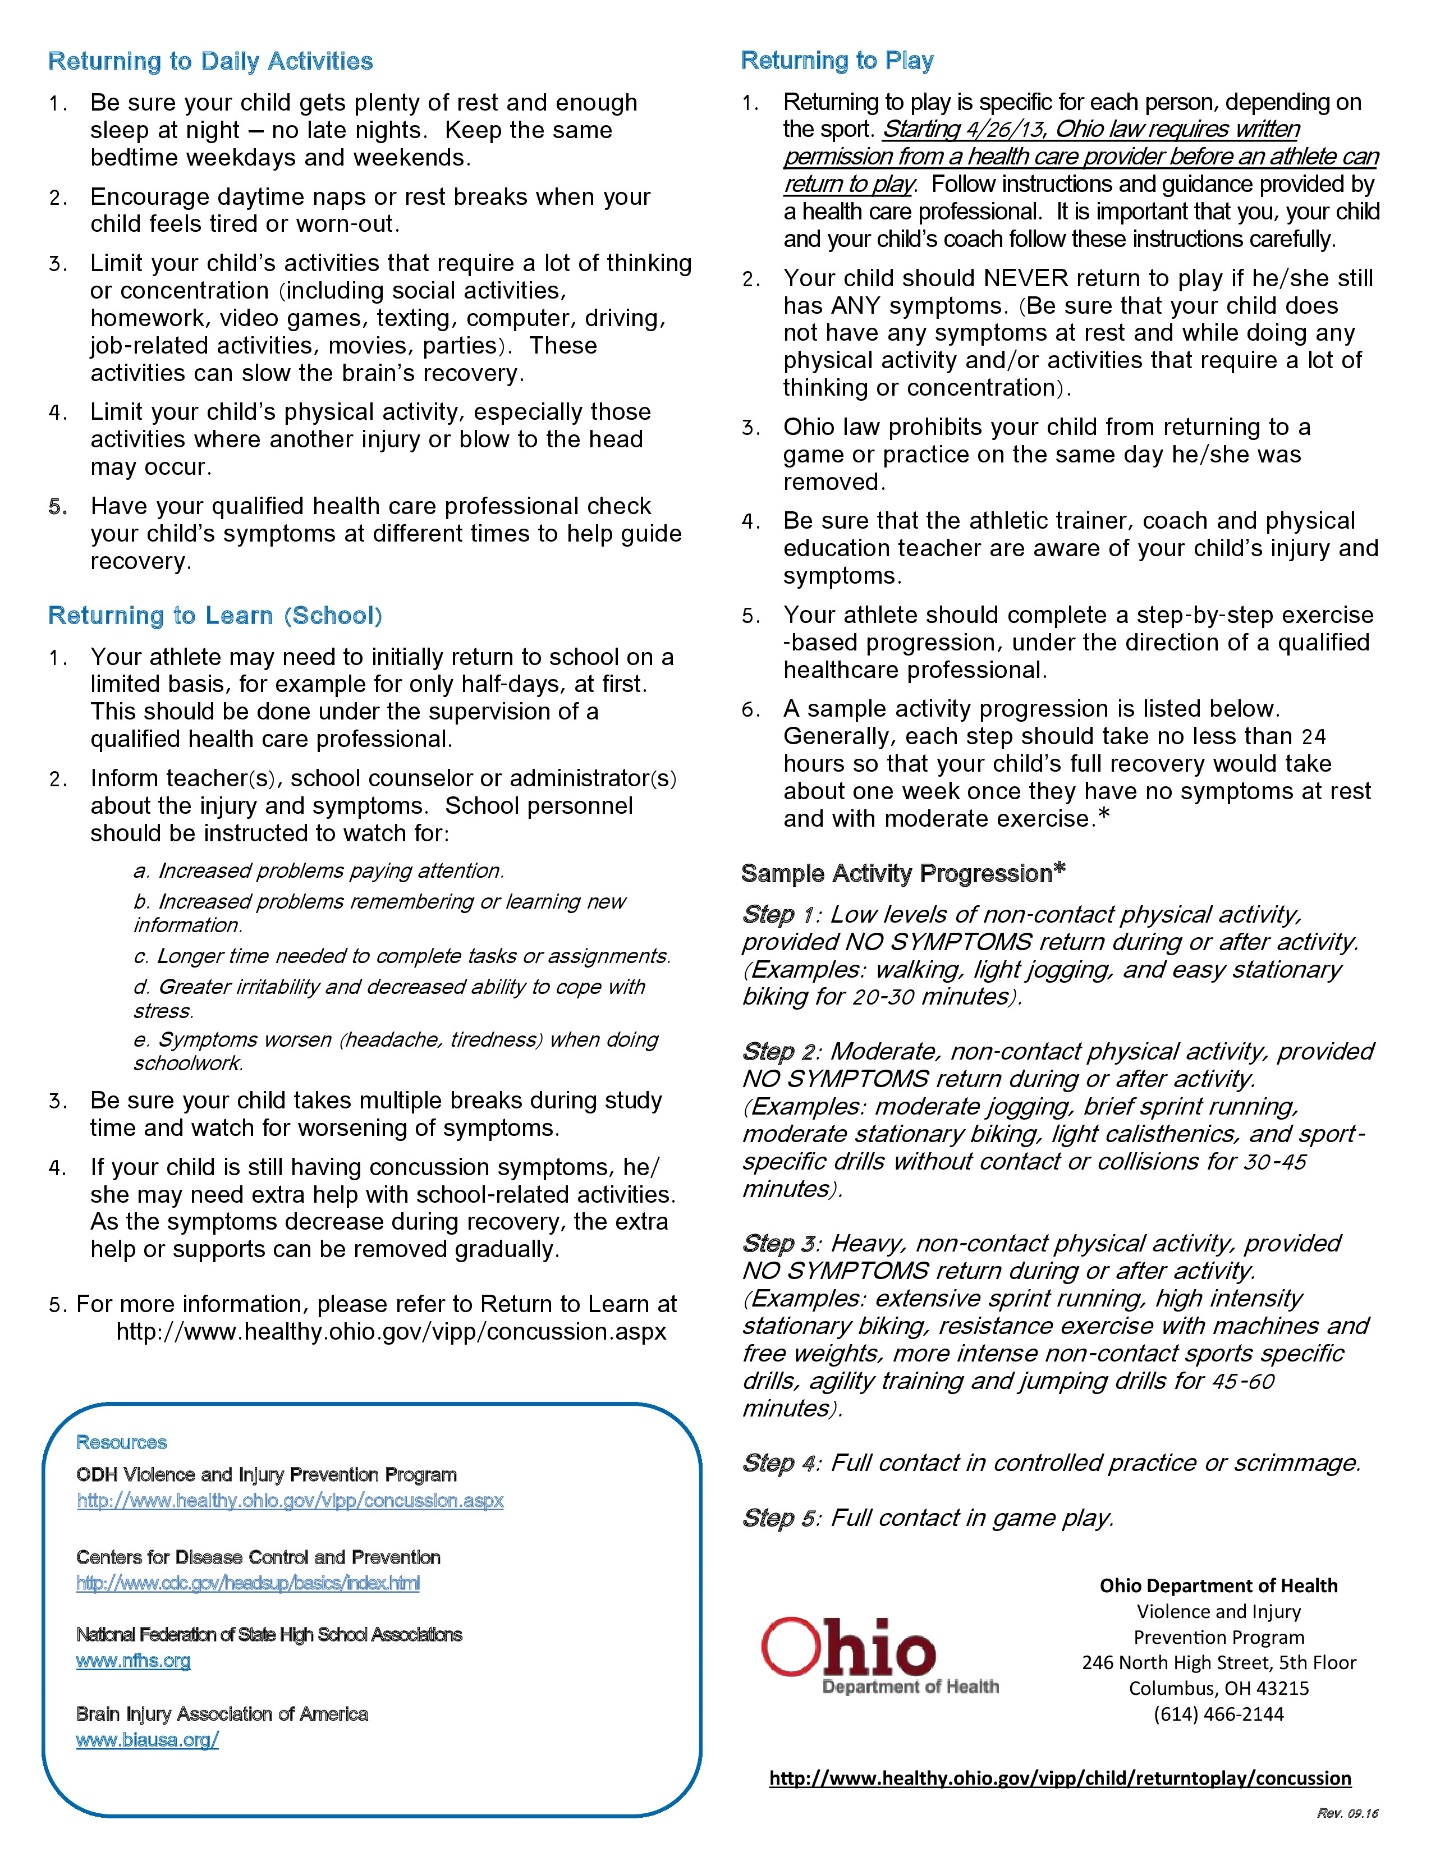 Returning to Daily Activities
1. Be sure your child gets plenty of rest and enough
sleep at night – no late nights. Keep the same
bedtime weekdays and weekends.
2. Encourage daytime naps or rest breaks when your
child feels tired or worn-out.
3. Limit your child's activities that require a lot of thinking
or concentration (including social activities,
homework, video games, texting, computer, driving,
job-related activities, movies, parties). These
activities can slow the brain's recovery.
4. Limit your child's physical activity, especially those
activities where another injury or blow to the head
may occur.
5. Have your qualified health care professional check
your child's symptoms at different times to help guide
recovery.
Returning to Learn (School)
1. Your athlete may need to initially return to school on a
limited basis, for example for only half-days, at first.
This should be done under the supervision of a
qualified health care professional.
2. Inform teacher(s), school counselor or administrator(s)
about the injury and symptoms. School personnel
should be instructed to watch for:
a. Increased problems paying attention.
b. Increased problems remembering or learning new
information.
c. Longer time needed to complete tasks or assignments.
d. Greater irritability and decreased ability to cope with
stress.
e. Symptoms worsen (headache, tiredness) when doing
schoolwork.
3. Be sure your child takes multiple breaks during study
time and watch for worsening of symptoms.
4. If your child is still having concussion symptoms, he/
she may need extra help with school-related activities.
As the symptoms decrease during recovery, the extra
help or supports can be removed gradually.
5. For more information, please refer to Return to Learn at
http://www.healthy.ohio.gov/vipp/concussion.aspx
Resources
ODH Violence and Injury Prevention Program
http://www.healthy.ohio.gov/vipp/concussion.aspx
Centers for Disease Control and Prevention
http://www.cdc.gov/headsup/basics/index.html
National Federation of State High School Associations
www.nfhs.org
Brain Injury Association of America
www.biausa.org/
Returning to Play
1. Returning to play is specific for each person, depending on
the sport. Starting 4/26/13, Ohio law requires written
permission from a health care provider before an athlete can
return to play. Follow instructions and guidance provided by
a health care professional. It is important that you, your child
and your child's coach follow these instructions carefully.
2. Your child should NEVER return to play if he/she still
has ANY symptoms. (Be sure that your child does
not have any symptoms at rest and while doing any
physical activity and/or activities that require a lot of
thinking or concentration).
3. Ohio law prohibits your child from returning to a
game or practice on the same day he/she was
removed.
4. Be sure that the athletic trainer, coach and physical
education teacher are aware of your child's injury and
symptoms.
5. Your athlete should complete a step-by-step exercise
-based progression, under the direction of a qualified
healthcare professional.
6. A sample activity progression is listed below.
Generally, each step should take no less than 24
hours so that your child's full recovery would take
about one week once they have no symptoms at rest
and with moderate exercise.*
Sample Activity Progression*
Step 1: Low levels of non-contact physical activity,
provided NO SYMPTOMS return during or after activity.
(Examples: walking, light jogging, and easy stationary
biking for 20-30 minutes).
Step 2: Moderate, non-contact physical activity, provided
NO SYMPTOMS return during or after activity.
(Examples: moderate jogging, brief sprint running,
moderate stationary biking, light calisthenics, and sport-
specific drills without contact or collisions for 30-45
minutes).
Step 3: Heavy, non-contact physical activity, provided
NO SYMPTOMS return during or after activity.
(Examples: extensive sprint running, high intensity
stationary biking, resistance exercise with machines and
free weights, more intense non-contact sports specific
drills, agility training and jumping drills for 45-60
minutes).
Step 4: Full contact in controlled practice or scrimmage.
Step 5: Full contact in game play.
Ohio
Department of Health
Ohio Department of Health
Violence and Injury
Prevention Program
246 North High Street, 5th Floor
Columbus, OH 43215
(614) 466-2144
http://www.healthy.ohio.gov/vipp/child/returntoplay/concussion
Rev. 09.16